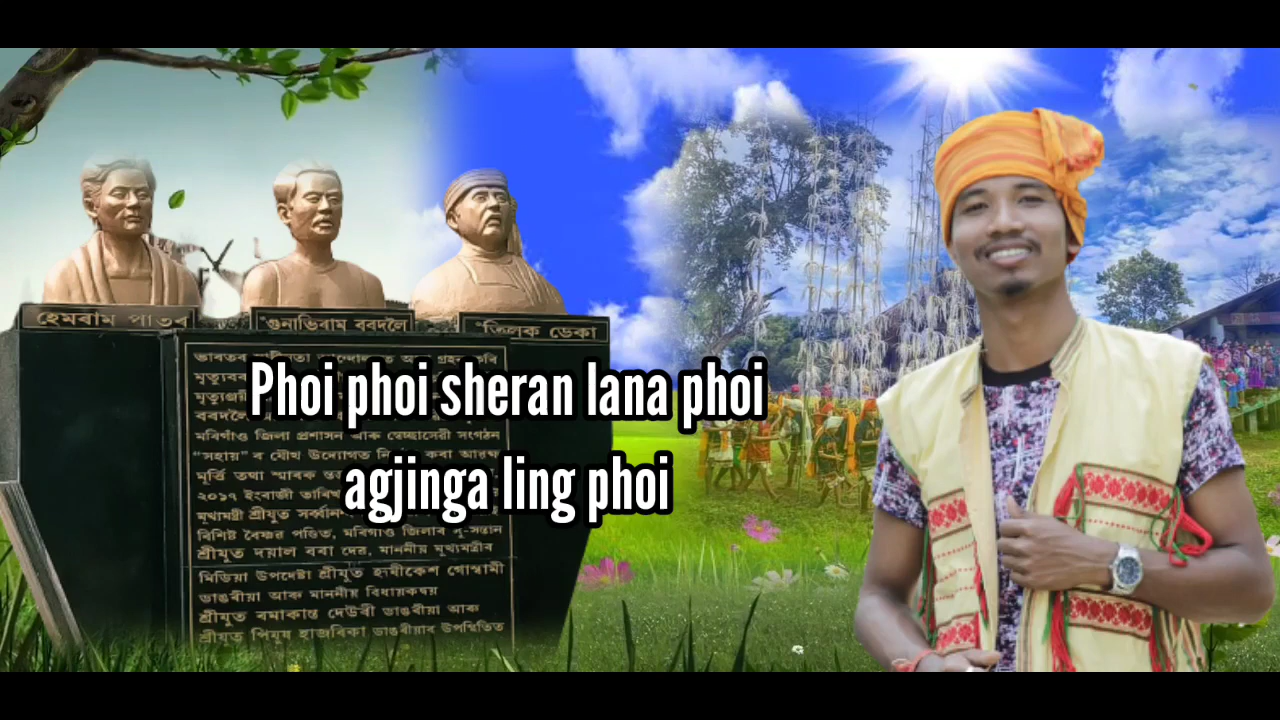 হেমৰাম পাতৰ
গুনাভিৰাম বৰদলৈ
তিলক ডেকা
ভাৰতৰ
Phoi phoi sheran lana phoi
মৰিগাঁও জিলা প্ৰশাসন আৰু স্বেচ্ছাসেৱী সংগঠন
"সহায়" ৰ যৌথ উদ্যোগত কৰা
মূৰ্ত্তি তথা স্মাৰক
agjinga ling phoi
২০১৭ ইংৰাজী
মুখ্যমন্ত্ৰী শ্ৰীযুত
বিশিষ্ট বৈষ্ণৱ পণ্ডিত, মৰিগাঁও জিলাৰ সু-সন্তান
শ্ৰীযুত দয়াল বৰা দেৱ, মাননীয় মুখ্যমন্ত্ৰীৰ
মিডিয়া উপদেষ্টা শ্ৰীযুত হৃষীকেশ গোস্বামী
ডাঙৰীয়া আৰু মাননীয় বিধায়কদ্বয়
শ্ৰীযুত ৰমাকান্ত দেউৰী ডাঙৰীয়া আৰু
শ্ৰীযুত পিযুষ হাজৰিকা ডাঙৰীয়াৰ উপস্থিতিত